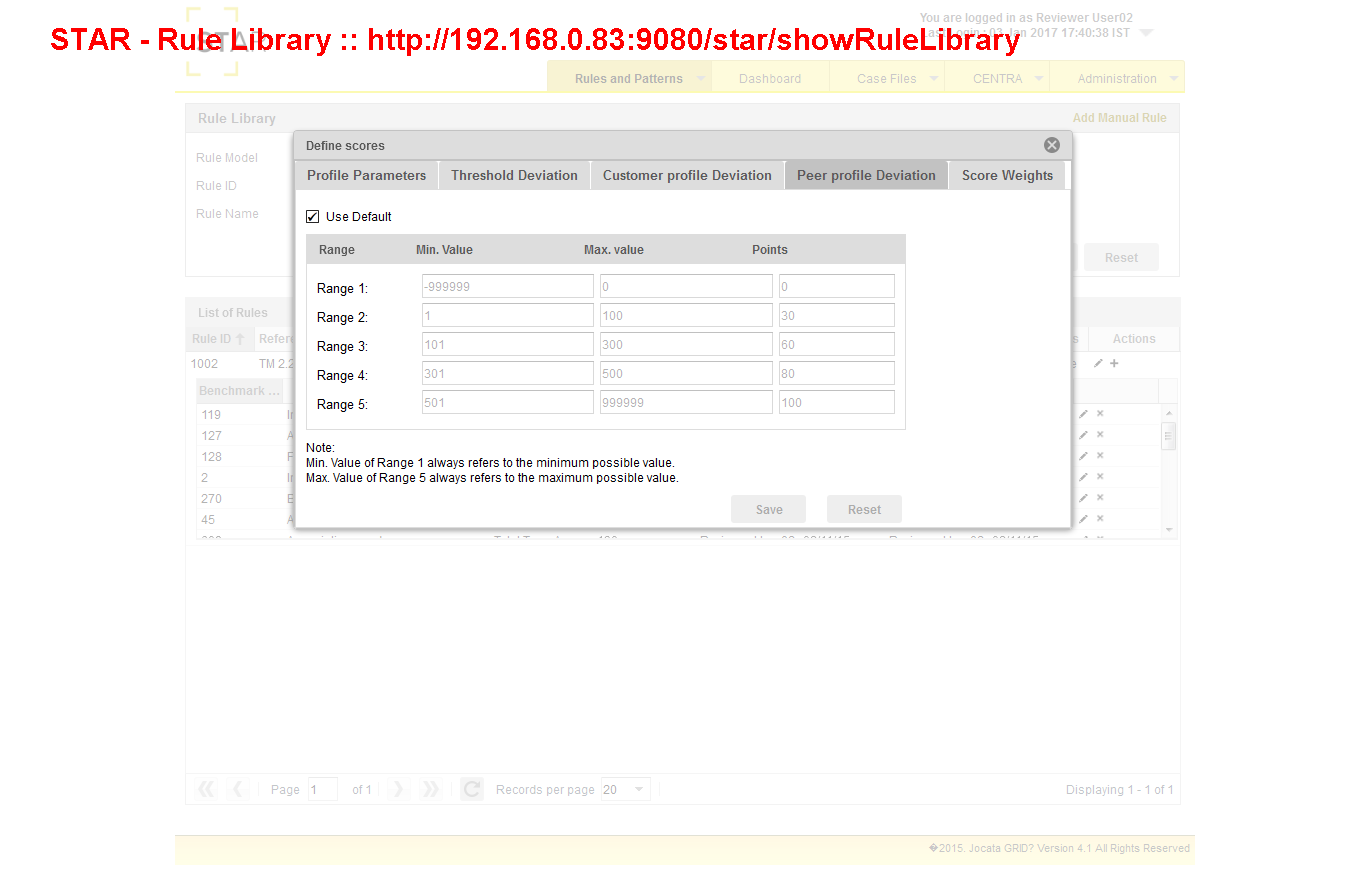 You are logged in as Reviewer User02
STAR - Rule Library :: http://192.168.0.83:9080/star/showRuleLibrary
Jan 2017 17:40:38 IST
Rules and Patterns Dashboard Case Files CENTRA Administration
Rule Library Add Manual Rule
Define scores
Rule Model
Profile Parameters Threshold Deviation Customer profile Deviation Peer profile Deviation Score Weights
Rule ID
Rule Name
Use Default
Range Min. Value Max. value Points
Reset
Range 1: -999999 0 0
List of Rules
Range 2: 1 100 30
Rule ID
Actions
Range 3: 101 300 60
1002
Range 4: 301 500 80
Benchmark ...
Range 5: 501 999999 100
119
127
Note:
128
Min. Value of Range 1 always refers to the minimum possible value.
2
Max. Value of Range 5 always refers to the maximum possible value.
270
Save Reset
45
Page 1 of 1 Records per page 20 Displaying 1 - 1 of 1
�2015. Jocata GRID? Version 4.1 All Rights Reserved